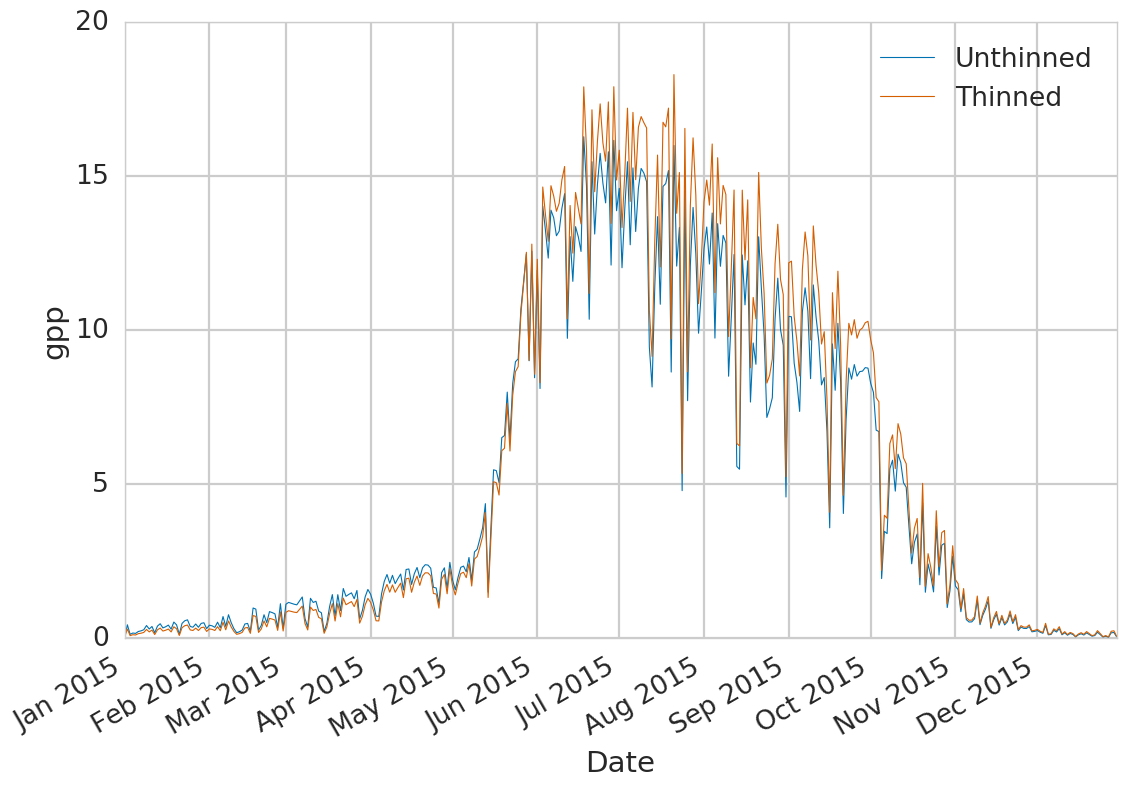 20
15
10
5
0
gpp
Unthinned
Thinned
Jan 2015
Feb 2015
Mar 2015
Apr 2015
May 2015
Jun 2015
Jul 2015
Aug 2015
Sep 2015
Oct 2015
Nov 2015
Dec 2015
Date